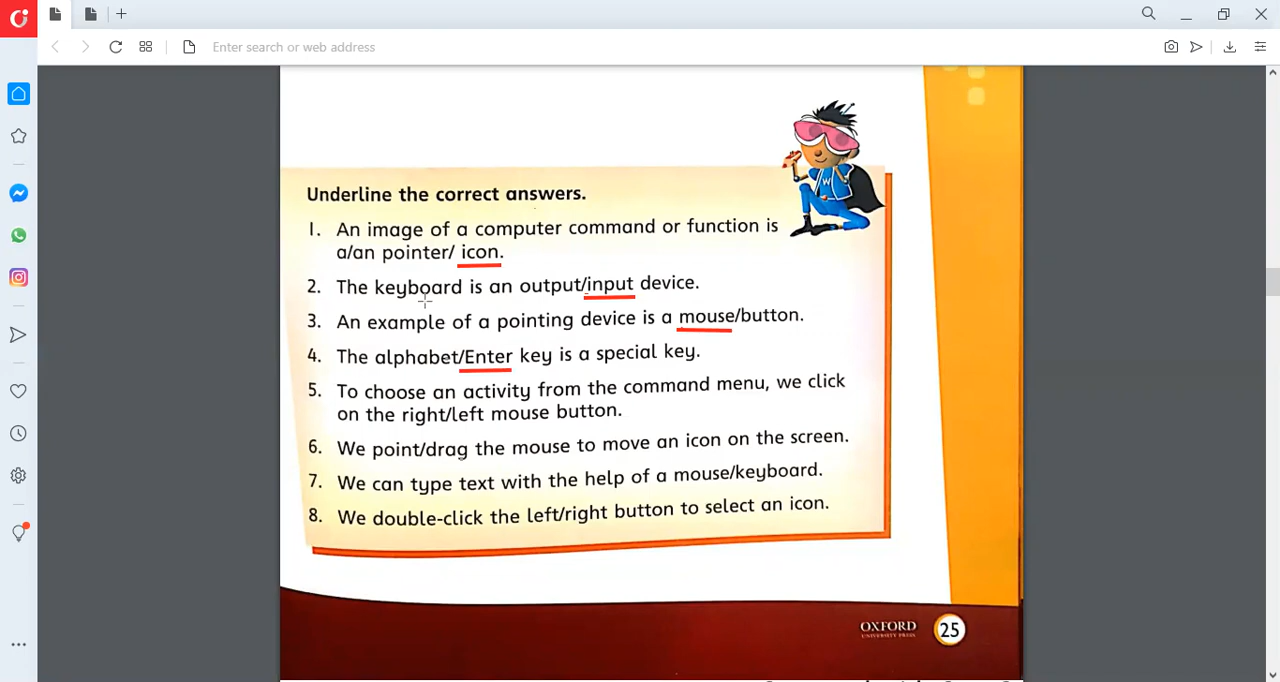 Enter search or web address
Underline the correct answers.
1. An image of a computer command or function is
a/an pointer/ icon.
2. The keyboard is an output/input device.
3. An example of a pointing device is a mouse/button.
4. The alphabet/Enter key is a special key.
5. To choose an activity from the command menu, we click
on the right/left mouse button.
6. We point/drag the mouse to move an icon on the screen.
7. We can type text with the help of a mouse/keyboard.
8. We double-click the left/right button to select an icon.
W
OXFORD
UNIVERSITY PRESS
25